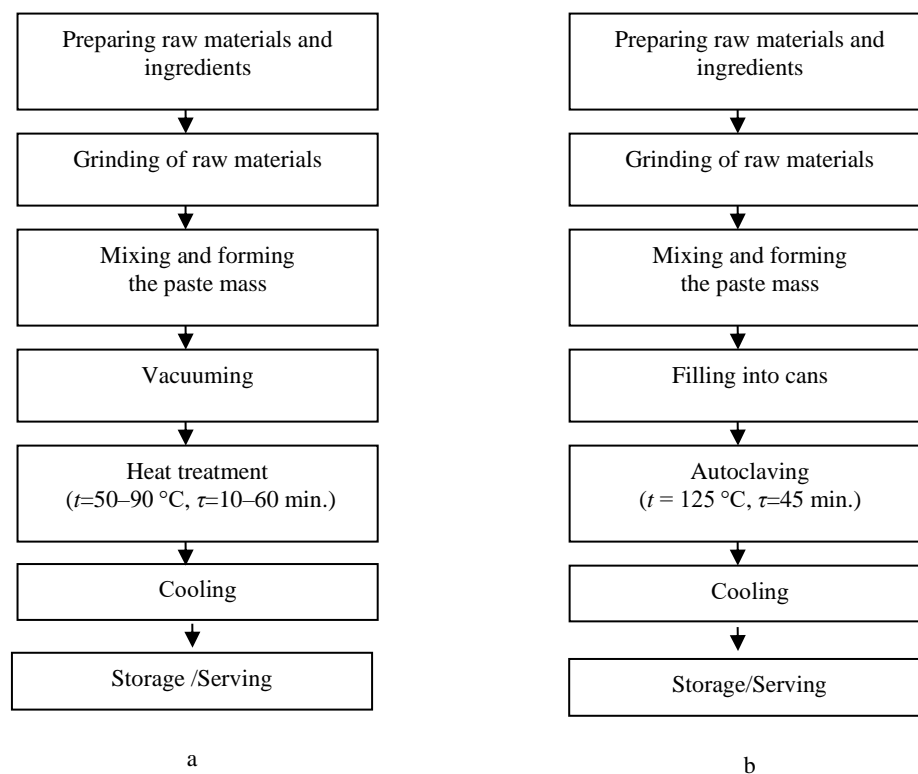 Preparing raw materials and
ingredients
Grinding of raw materials
Mixing and forming
the paste mass
Vacuuming
Heat treatment
(t=50–90 °C, τ=10–60 min.)
Cooling
Storage /Serving
a
Preparing raw materials and
ingredients
Grinding of raw materials
Mixing and forming
the paste mass
Filling into cans
Autoclaving
(t = 125 °C, τ=45 min.)
Cooling
Storage/Serving
b